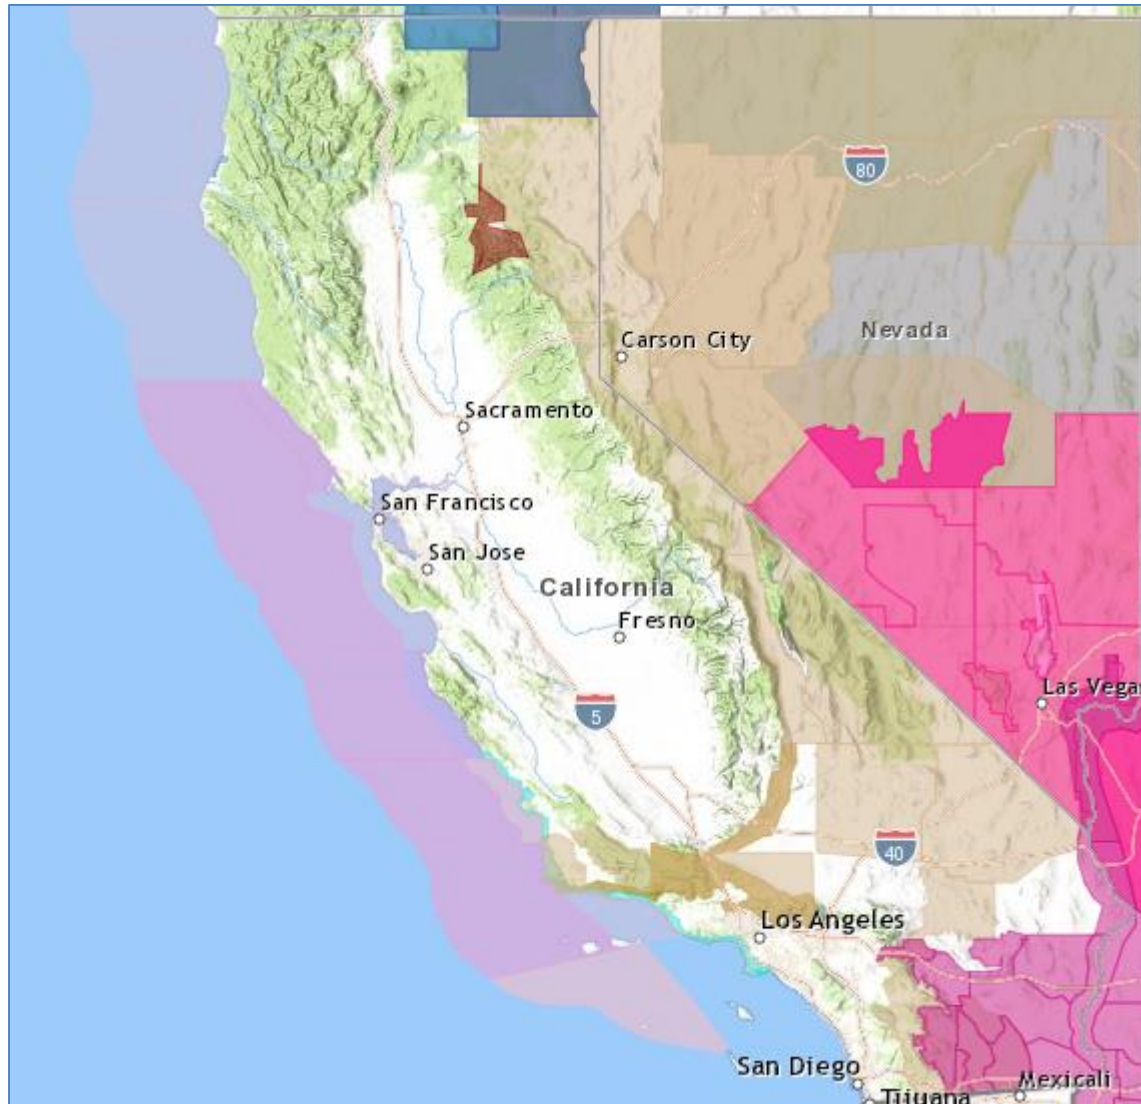 80
Nevada
Carson City
Sacramento
San Francisco
San Jose
California
Fresno
Las Vegas
5
40
Los Angeles
San Diego
Mexicali
Tijuana